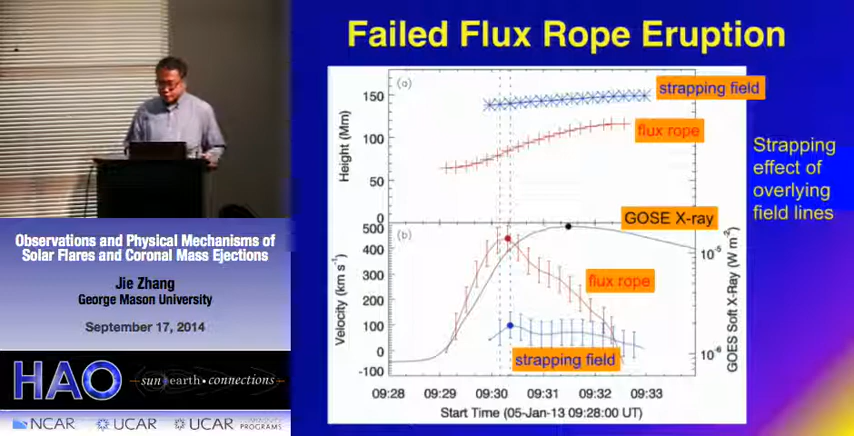 Failed Flux Rope Eruption
(a)
strapping field
flux rope
150
100
50
0
Height (Mm)
Strapping
effect of
overlying
field lines
GOSE X-ray
(b)
flux rope
strapping field
500
400
300
200
100
0
-100
Velocity (km s⁻¹)
10⁻⁵
10⁻⁶
GOES Soft X-Ray (W m⁻²)
09:28 09:29 09:30 09:31 09:32 09:33
Start Time (05-Jan-13 09:28:00 UT)
Observations and Physical Mechanisms of
Solar Flares and Coronal Mass Ejections
Jie Zhang
George Mason University
September 17, 2014
HAO
sun earth connections
NCAR UCAR UCAR
PROGRAMS